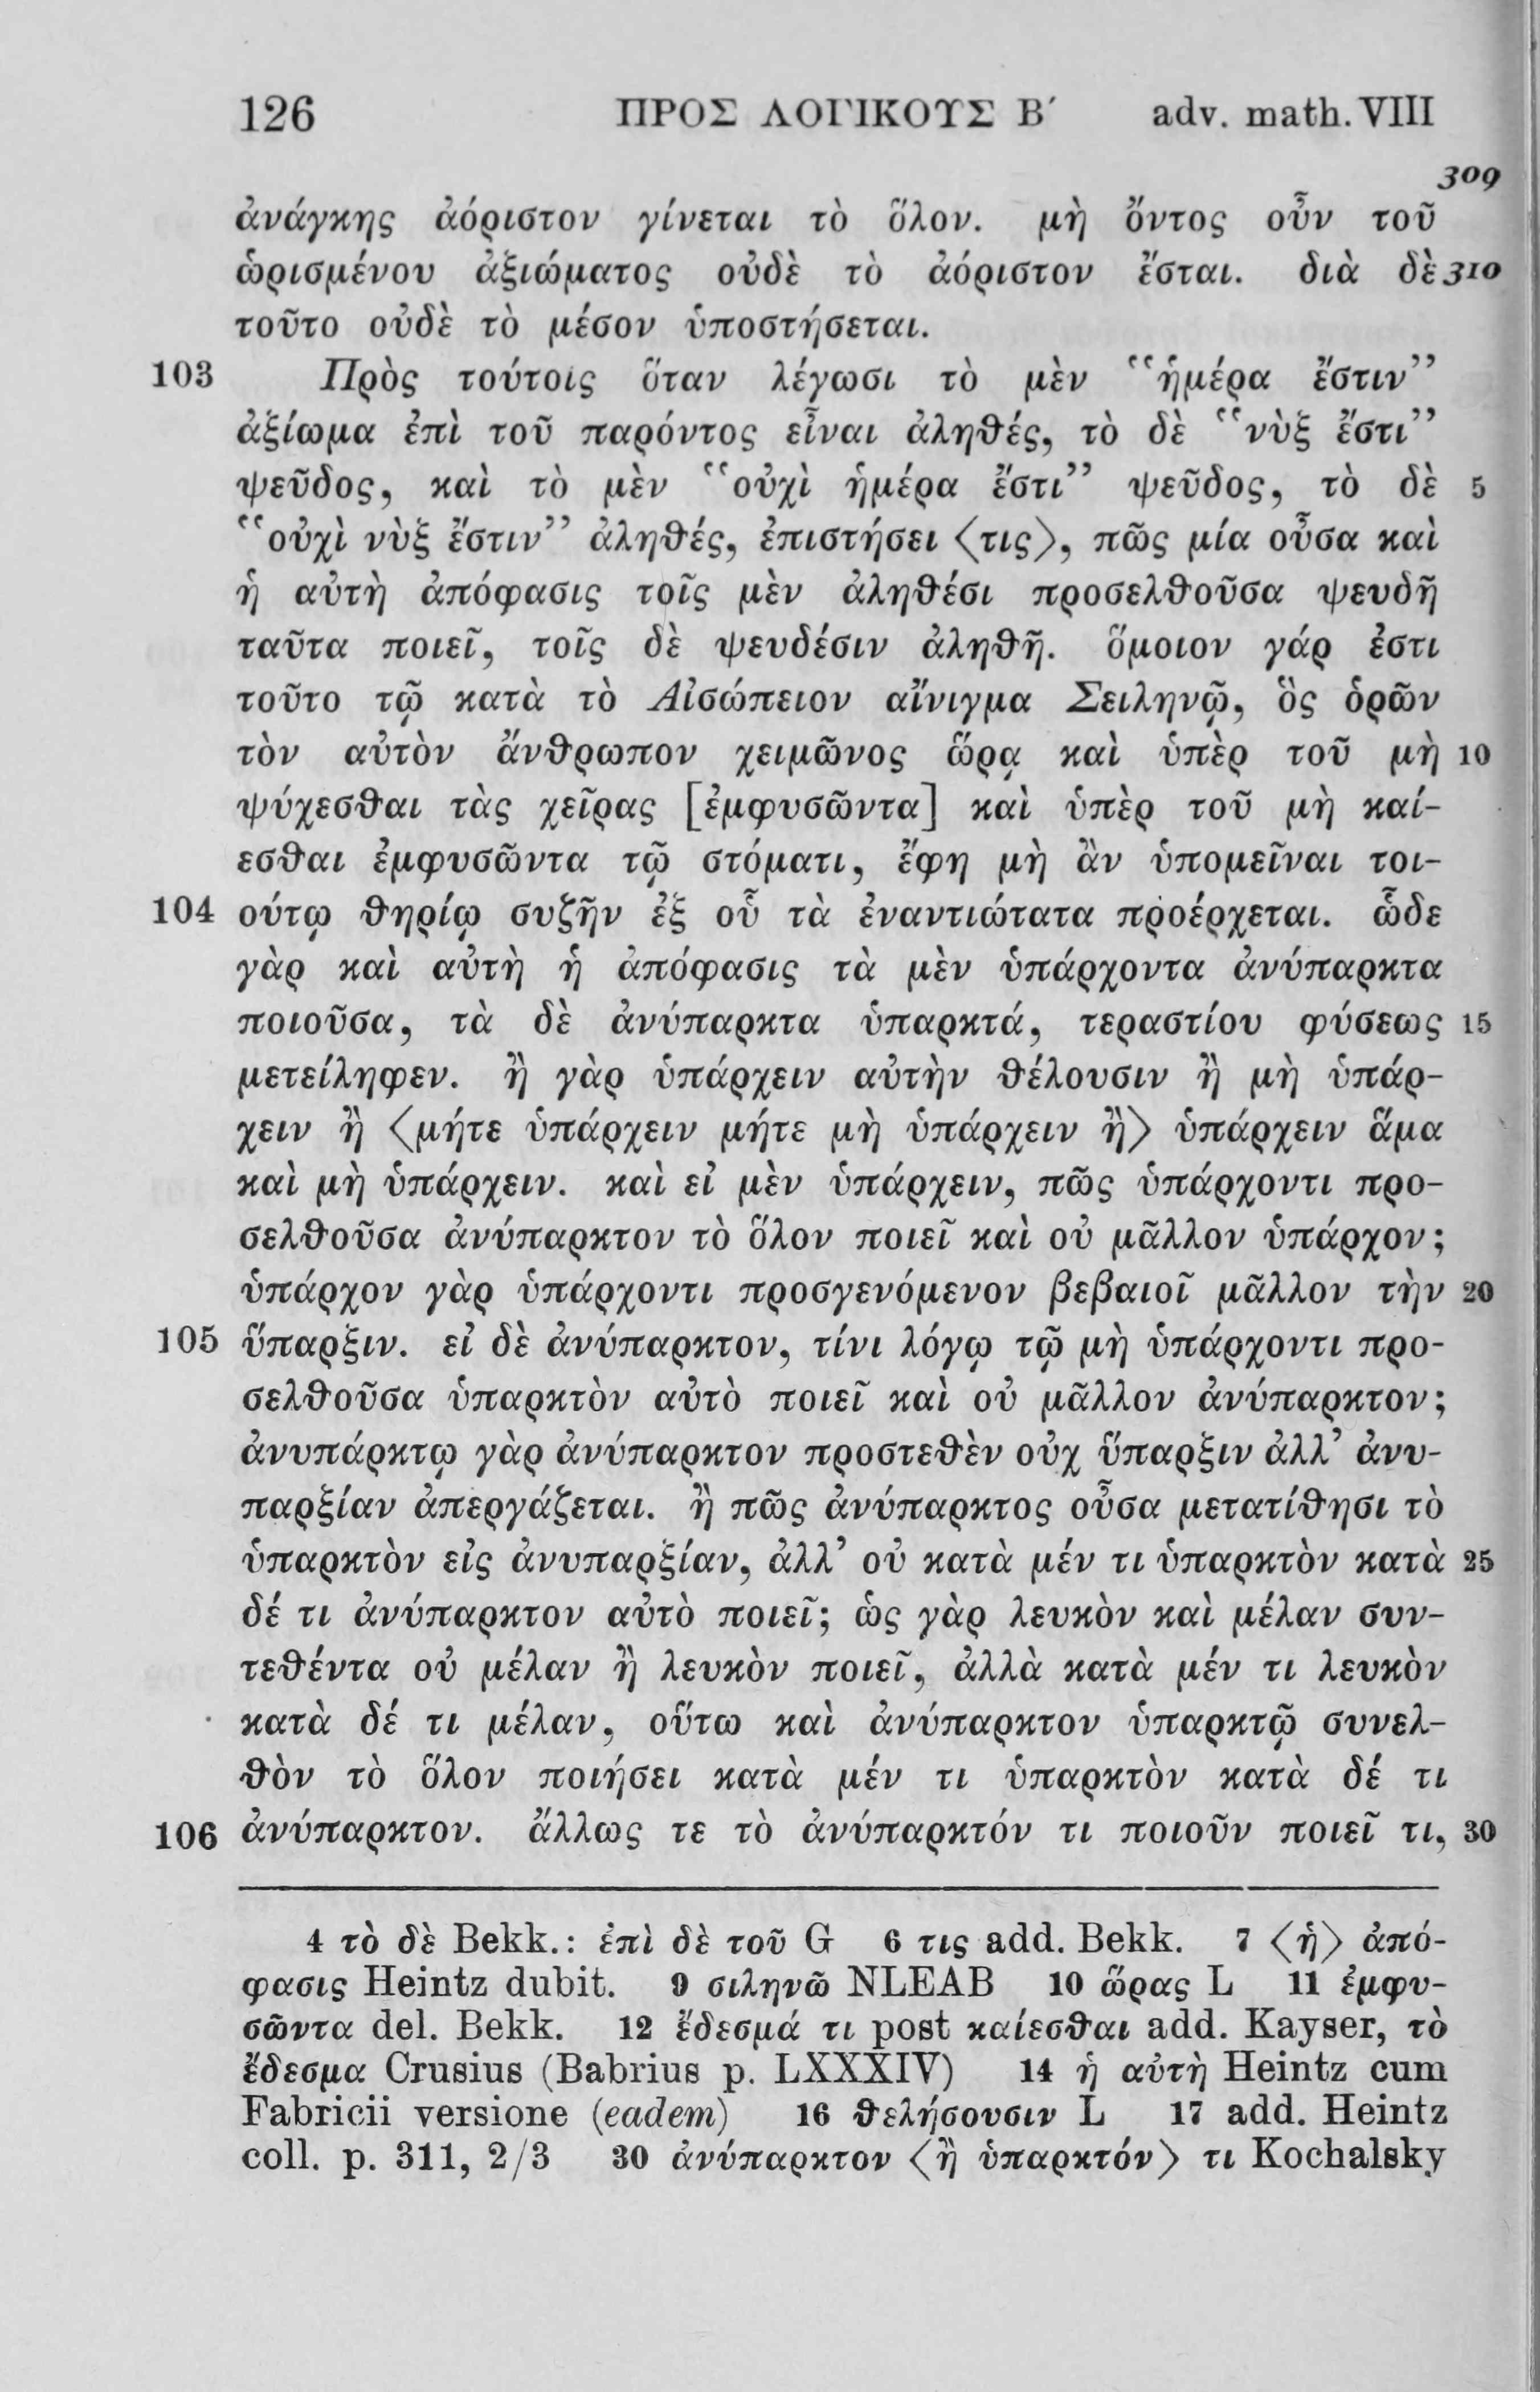 126 ΠΡΟΣ ΛΟΓΙΚΟΥΣ Β΄ adv. math. VIII
309
ἀνάγκης ἀόριστον γίνεται τὸ ὅλον. μὴ ὄντος οὖν τοῦ
ὡρισμένου ἀξιώματος οὐδὲ τὸ ἀόριστον ἔσται. διὰ δὲ 310
τοῦτο οὐδὲ τὸ μέσον ὑποστήσεται.
103 Πρὸς τούτοις ὅταν λέγωσι τὸ μὲν “ἡμέρα ἔστιν”
ἀξίωμα ἐπὶ τοῦ παρόντος εἶναι ἀληθές, τὸ δὲ “νὺξ ἔστι”
ψεῦδος, καὶ τὸ μὲν “οὐχὶ ἡμέρα ἔστι” ψεῦδος, τὸ δὲ 5
“οὐχὶ νὺξ ἔστιν” ἀληθές, ἐπιστήσει ⟨τις⟩, πῶς μία οὖσα καὶ
ἡ αὐτὴ ἀπόφασις τοῖς μὲν ἀληθέσι προσελθοῦσα ψευδῆ
ταῦτα ποιεῖ, τοῖς δὲ ψευδέσιν ἀληθῆ. ὅμοιον γάρ ἐστι
τοῦτο τῷ κατὰ τὸ Αἰσώπειον αἴνιγμα Σειληνῷ, ὃς ὁρῶν
τὸν αὐτὸν ἄνθρωπον χειμῶνος ὥρᾳ καὶ ὑπὲρ τοῦ μὴ 10
ψύχεσθαι τὰς χεῖρας [ἐμφυσῶντα] καὶ ὑπὲρ τοῦ μὴ καί-
εσθαι ἐμφυσῶντα τῷ στόματι, ἔφη μὴ ἂν ὑπομεῖναι τοι-
104 ούτῳ θηρίῳ συζῆν ἐξ οὗ τὰ ἐναντιώτατα προέρχεται. ὧδε
γὰρ καὶ αὐτὴ ἡ ἀπόφασις τὰ μὲν ὑπάρχοντα ἀνύπαρκτα
ποιοῦσα, τὰ δὲ ἀνύπαρκτα ὑπαρκτά, τεραστίου φύσεως 15
μετείληφεν. ἢ γὰρ ὑπάρχειν αὐτὴν θέλουσιν ἢ μὴ ὑπάρ-
χειν ἢ ⟨μήτε ὑπάρχειν μήτε μὴ ὑπάρχειν ἢ⟩ ὑπάρχειν ἅμα
καὶ μὴ ὑπάρχειν. καὶ εἰ μὲν ὑπάρχειν, πῶς ὑπάρχοντι προ-
σελθοῦσα ἀνύπαρκτον τὸ ὅλον ποιεῖ καὶ οὐ μᾶλλον ὑπάρχον;
ὑπάρχον γὰρ ὑπάρχοντι προσγενόμενον βεβαιοῖ μᾶλλον τὴν 20
105 ὕπαρξιν. εἰ δὲ ἀνύπαρκτον, τίνι λόγῳ τῷ μὴ ὑπάρχοντι προ-
σελθοῦσα ὑπαρκτὸν αὐτὸ ποιεῖ καὶ οὐ μᾶλλον ἀνύπαρκτον;
ἀνυπάρκτῳ γὰρ ἀνύπαρκτον προστεθὲν οὐχ ὕπαρξιν ἀλλ’ ἀνυ-
παρξίαν ἀπεργάζεται. ἢ πῶς ἀνύπαρκτος οὖσα μετατίθησι τὸ
ὑπαρκτὸν εἰς ἀνυπαρξίαν, ἀλλ’ οὐ κατὰ μέν τι ὑπαρκτὸν κατὰ 25
δέ τι ἀνύπαρκτον αὐτὸ ποιεῖ; ὡς γὰρ λευκὸν καὶ μέλαν συν-
τεθέντα οὐ μέλαν ἢ λευκὸν ποιεῖ, ἀλλὰ κατὰ μέν τι λευκὸν
κατὰ δέ τι μέλαν, οὕτω καὶ ἀνύπαρκτον ὑπαρκτῷ συνελ-
θὸν τὸ ὅλον ποιήσει κατὰ μέν τι ὑπαρκτὸν κατὰ δέ τι
106 ἀνύπαρκτον. ἄλλως τε τὸ ἀνύπαρκτόν τι ποιοῦν ποιεῖ τι, 30
4 τὸ δὲ Bekk.: ἐπὶ δὲ τοῦ G 6 τις add. Bekk. 7 ⟨ἡ⟩ ἀπό-
φασις Heintz dubit. 9 σιληνῶ NLEAB 10 ὥρας L 11 ἐμφυ-
σῶντα del. Bekk. 12 ἔδεσμά τι post καίεσθαι add. Kayser, τὸ
ἔδεσμα Crusius (Babrius p. LXXXIV) 14 ἡ αὐτὴ Heintz cum
Fabricii versione (eadem) 16 θελήσουσιν L 17 add. Heintz
coll. p. 311, 2/3 30 ἀνύπαρκτον ⟨ἢ ὑπαρκτόν⟩ τι Kochalsky